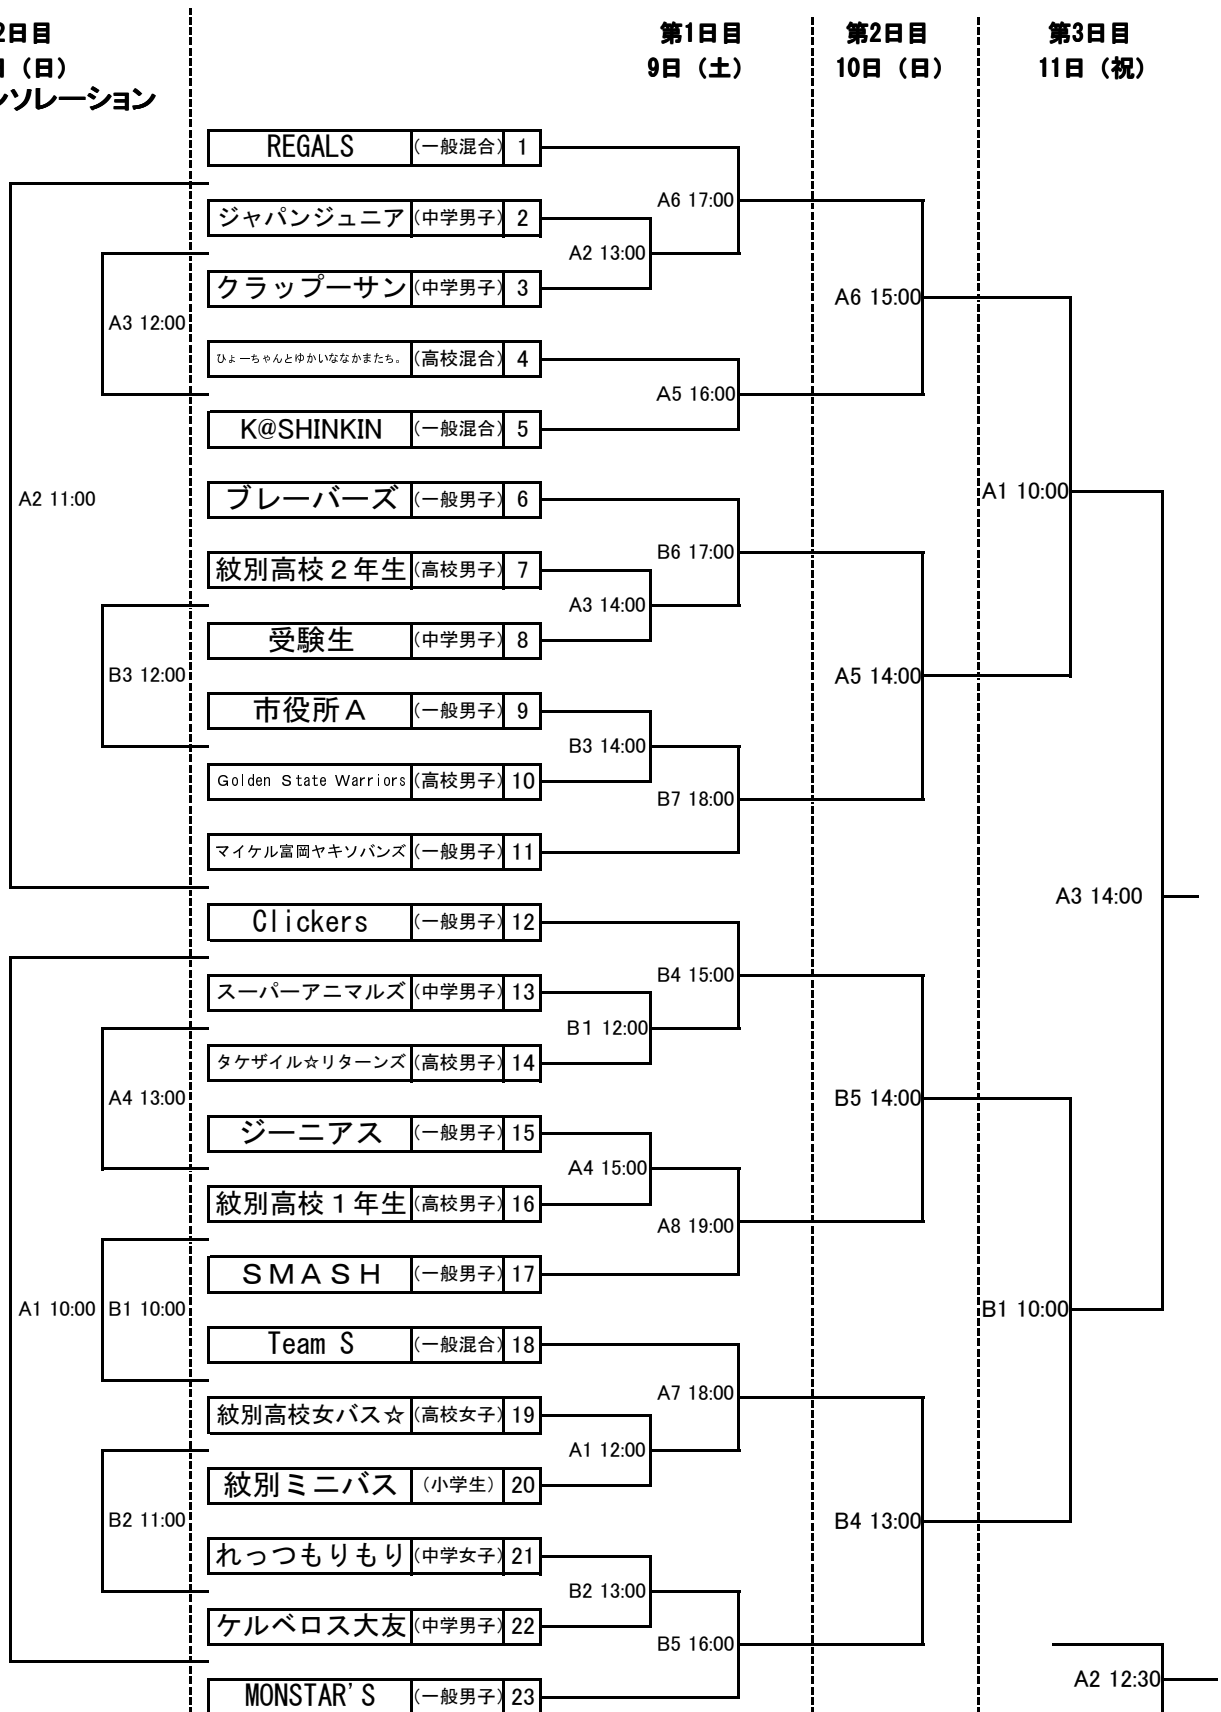 2日目
第1日目
第2日目
第3日目
日（日）
9日（土）
10日（日）
11日（祝）
ンソレーション
REGALS (一般混合) 1
A6 17:00
ジャパンジュニア (中学男子) 2
A2 13:00
クラップーサン (中学男子) 3
A6 15:00
A3 12:00
ひょーちゃんとゆかいななかまたち。 (高校混合) 4
A5 16:00
K@SHINKIN (一般混合) 5
A1 10:00
A2 11:00
ブレーバーズ (一般男子) 6
B6 17:00
紋別高校２年生 (高校男子) 7
A3 14:00
受験生 (中学男子) 8
B3 12:00
A5 14:00
市役所Ａ (一般男子) 9
B3 14:00
Golden State Warriors (高校男子) 10
B7 18:00
マイケル富岡ヤキソバンズ (一般男子) 11
A3 14:00
Clickers (一般男子) 12
B4 15:00
スーパーアニマルズ (中学男子) 13
B1 12:00
タケザイル☆リターンズ (高校男子) 14
A4 13:00
B5 14:00
ジーニアス (一般男子) 15
A4 15:00
紋別高校１年生 (高校男子) 16
A8 19:00
ＳＭＡＳＨ (一般男子) 17
A1 10:00
B1 10:00
B1 10:00
Team S (一般混合) 18
A7 18:00
紋別高校女バス☆ (高校女子) 19
A1 12:00
紋別ミニバス (小学生) 20
B2 11:00
B4 13:00
れっつもりもり (中学女子) 21
B2 13:00
ケルベロス大友 (中学男子) 22
B5 16:00
A2 12:30
MONSTAR'S (一般男子) 23